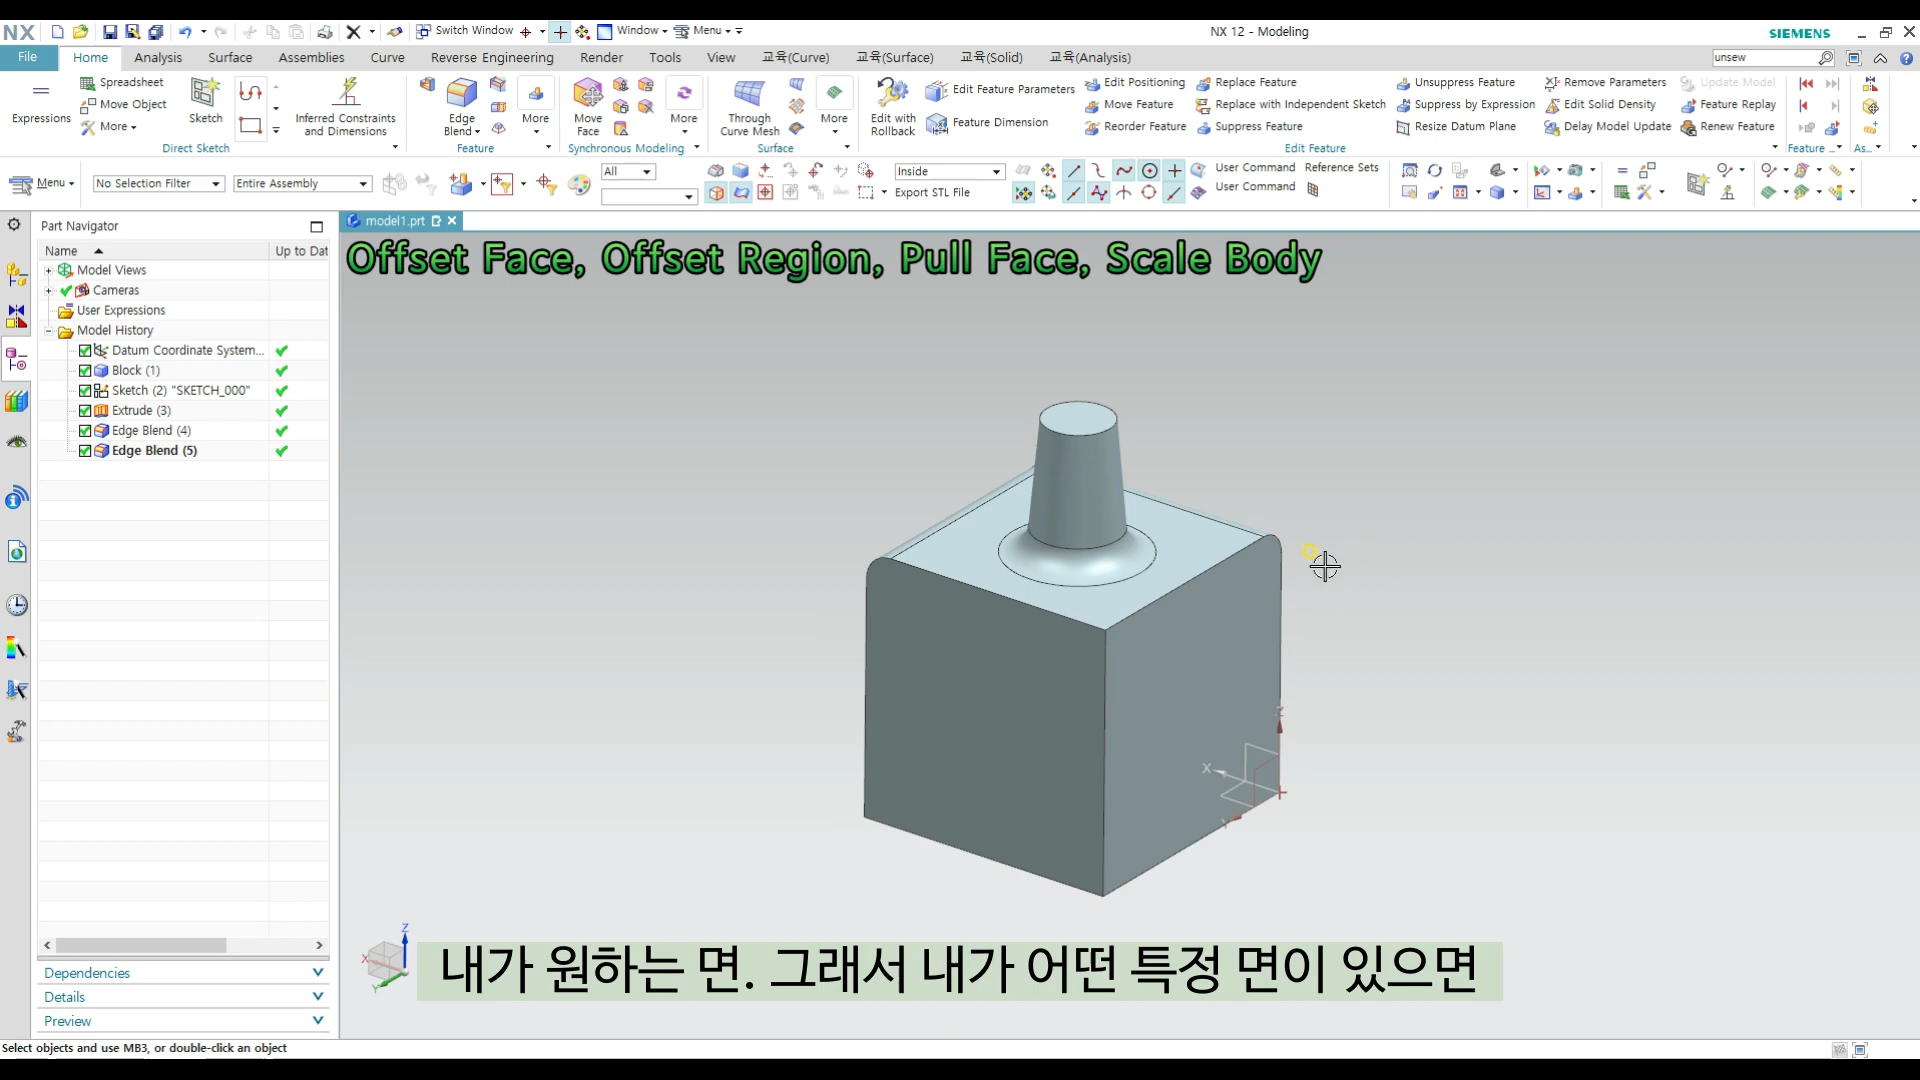 NX
Switch Window
Window
Menu
NX 12 - Modeling
SIEMENS
File
Home
Analysis
Surface
Assemblies
Curve
Reverse Engineering
Render
Tools
View
교육(Curve)
교육(Surface)
교육(Solid)
교육(Analysis)
unsew
Expressions
Spreadsheet
Move Object
More
Sketch
Inferred Constraints
and Dimensions
Direct Sketch
Edge
Blend
More
Feature
Move
Face
More
Synchronous Modeling
Through
Curve Mesh
More
Surface
Edit with
Rollback
Edit Feature Parameters
Feature Dimension
Edit Positioning
Move Feature
Reorder Feature
Replace Feature
Replace with Independent Sketch
Suppress Feature
Unsuppress Feature
Suppress by Expression
Resize Datum Plane
Remove Parameters
Edit Solid Density
Delay Model Update
Edit Feature
Update Model
Feature Replay
Renew Feature
Feature ...
As...
Menu
No Selection Filter
Entire Assembly
All
Inside
Export STL File
User Command
User Command
Reference Sets
Part Navigator
Name
Up to Dat
Model Views
Cameras
User Expressions
Model History
Datum Coordinate System...
Block (1)
Sketch (2) "SKETCH_000"
Extrude (3)
Edge Blend (4)
Edge Blend (5)
Dependencies
Details
Preview
model1.prt
Offset Face, Offset Region, Pull Face, Scale Body
Z
X
Y
Z
X
Y
내가 원하는 면. 그래서 내가 어떤 특정 면이 있으면
Select objects and use MB3, or double-click an object